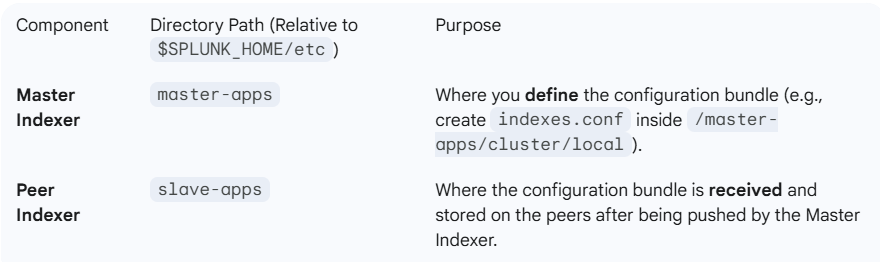 Component Directory Path (Relative to Purpose
$SPLUNK_HOME/etc )
Master master-apps Where you define the configuration bundle (e.g.,
Indexer create indexes.conf inside /master-
apps/cluster/local ).
Peer slave-apps Where the configuration bundle is received and
Indexer stored on the peers after being pushed by the Master
Indexer.